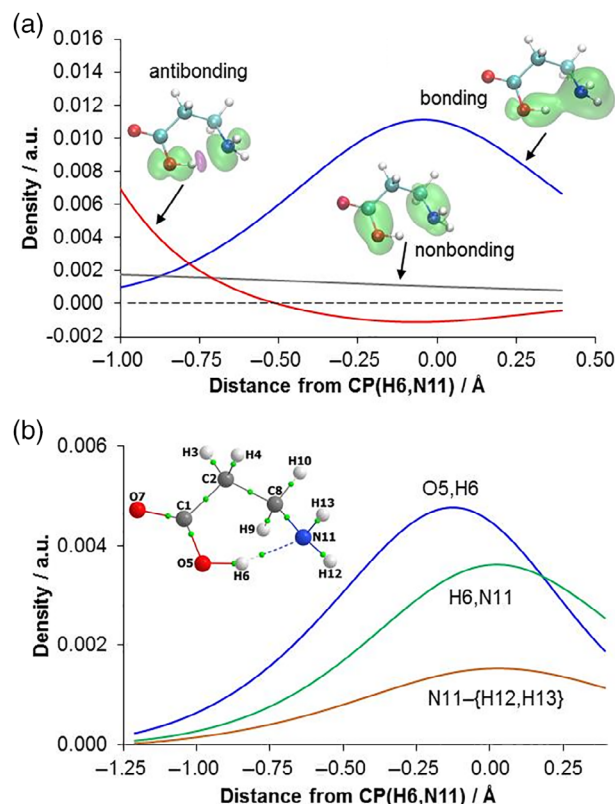 (a)
0.016
0.014
0.012
0.010
0.008
0.006
0.004
0.002
0.000
-0.002
Density / a.u.
antibonding
bonding
nonbonding
–1.00 –0.75 –0.50 –0.25 0.00 0.25 0.50
Distance from CP(H6,N11) / Å
(b)
0.006
0.004
0.002
0.000
Density / a.u.
H3
H4
C2
H10
O7
C1
C8
H13
H9
N11
O5
H6
H12
O5,H6
H6,N11
N11–{H12,H13}
–1.25 –1.00 –0.75 –0.50 –0.25 0.00 0.25
Distance from CP(H6,N11) / Å